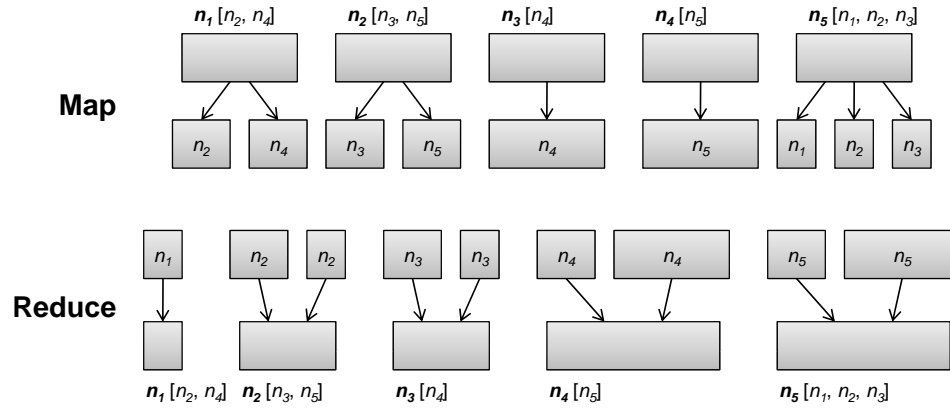 n₁ [n₂, n₄] n₂ [n₃, n₅] n₃ [n₄] n₄ [n₅] n₅ [n₁, n₂, n₃]
Map
n₂ n₄ n₃ n₅ n₄ n₅ n₁ n₂ n₃
n₁ n₂ n₂ n₃ n₃ n₄ n₄ n₅ n₅
Reduce
n₁ [n₂, n₄] n₂ [n₃, n₅] n₃ [n₄] n₄ [n₅] n₅ [n₁, n₂, n₃]